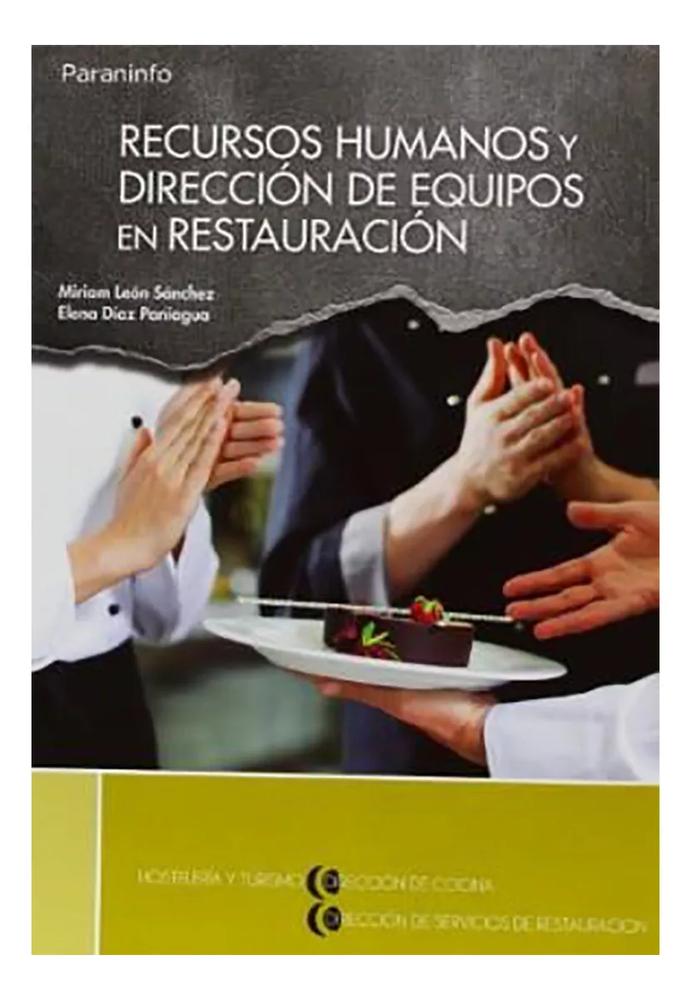 Paraninfo
RECURSOS HUMANOS Y
DIRECCIÓN DE EQUIPOS
EN RESTAURACIÓN
Miriam León Sánchez
Elena Díaz Paniagua
HOSTELERÍA Y TURISMO DIRECCIÓN DE COCINA
DIRECCIÓN DE SERVICIOS DE RESTAURACIÓN